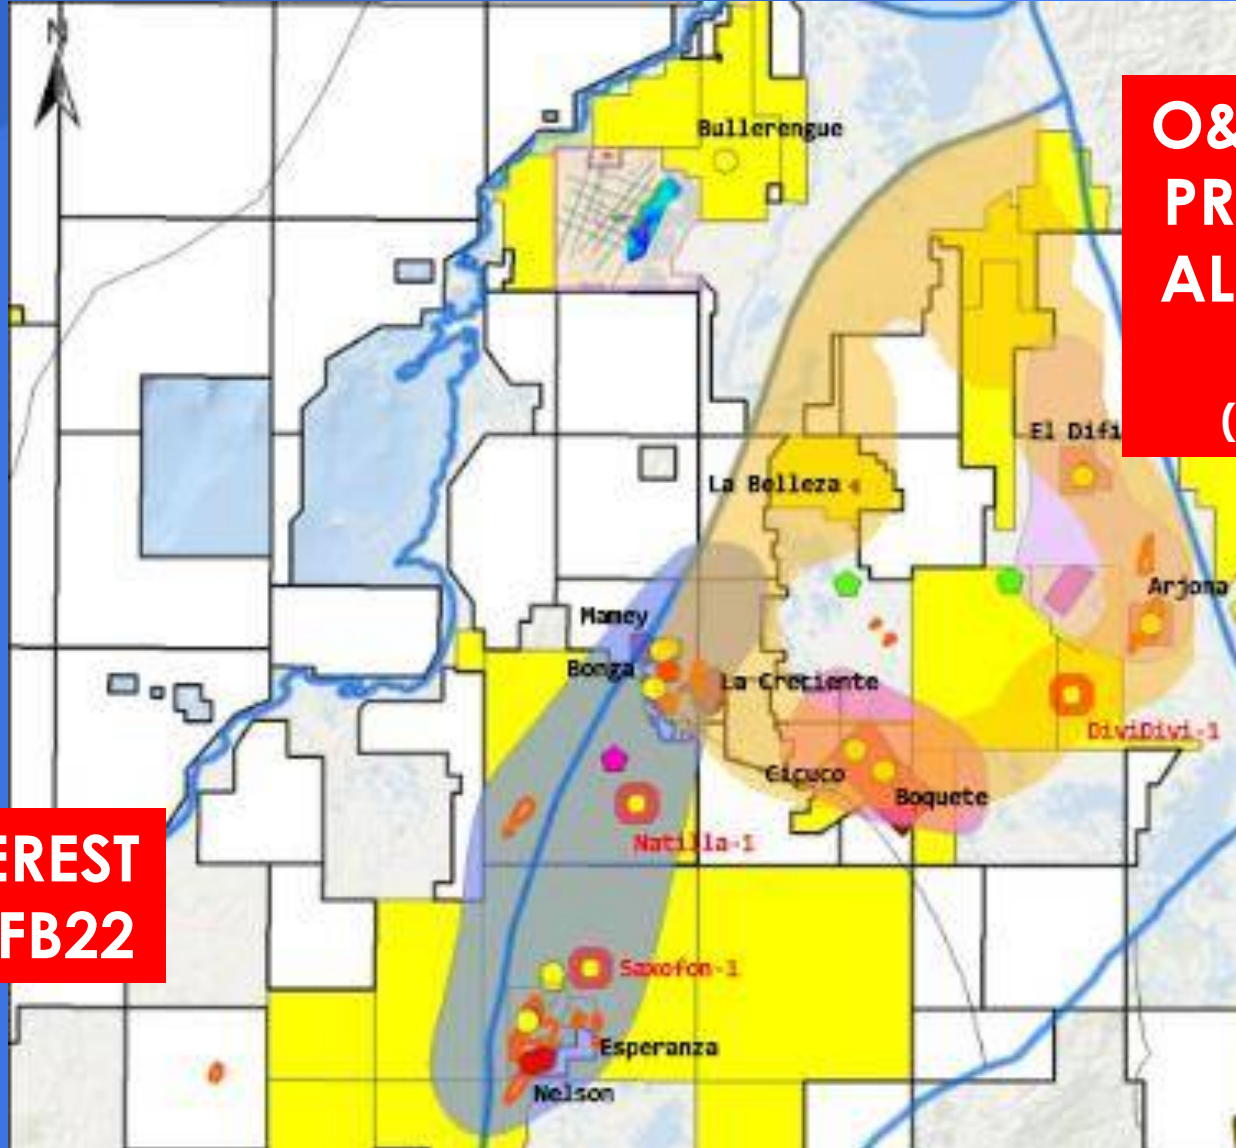 N
Bullerengue
O&
PR
AL
(
El Difi
La Belleza
Arjona
Mamey
Bonga
La Creciente
DiviDivi-1
Cicuco
Boquete
Natilla-1
EREST
FB22
Saxofon-1
Esperanza
Nelson